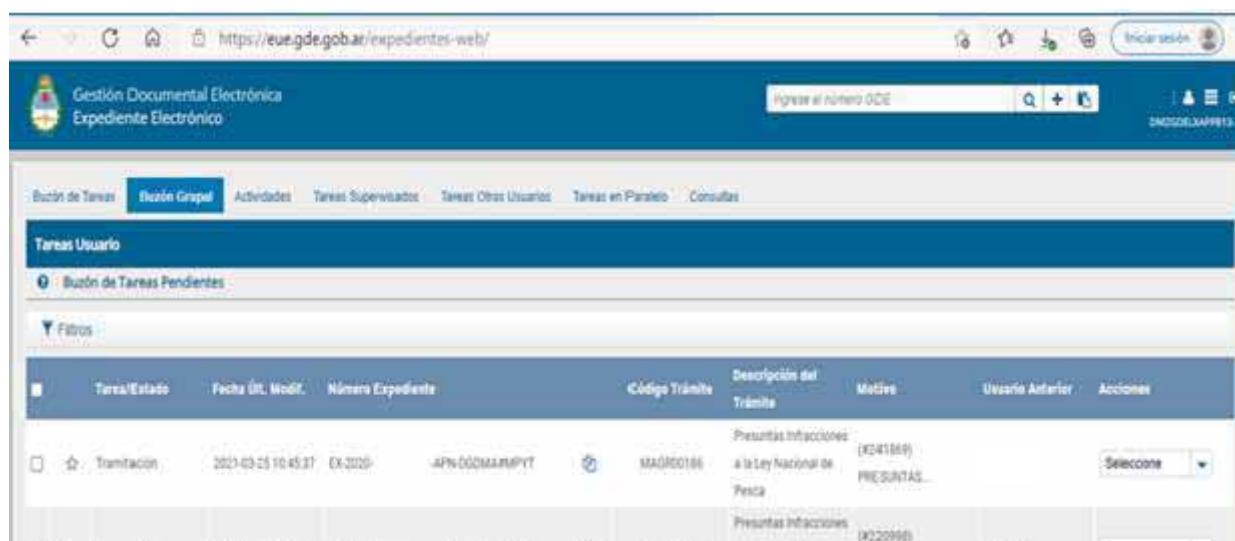 https://eue.gde.gob.ar/expedientes-web/
Iniciar sesión
Gestión Documental Electrónica
Expediente Electrónico
Ingrese el número GDE
Buzón de Tareas Buzón Grupal Actividades Tareas Supervisados Tareas Otros Usuarios Tareas en Paralelo Consultas
Tareas Usuario
Buzón de Tareas Pendientes
Filtros
Tarea/Estado Fecha Últ. Modif. Número Expediente Código Trámite Descripción del Trámite Motivo Usuario Anterior Acciones
Tramitación 2021-03-25 10:45:37 EX-2020- -APN-DGDMA#MPYT MAGR00186
Presuntas Infracciones
a la Ley Nacional de
Pesca
(#241869)
PRESUNTAS...
Seleccione
Presuntas Infracciones